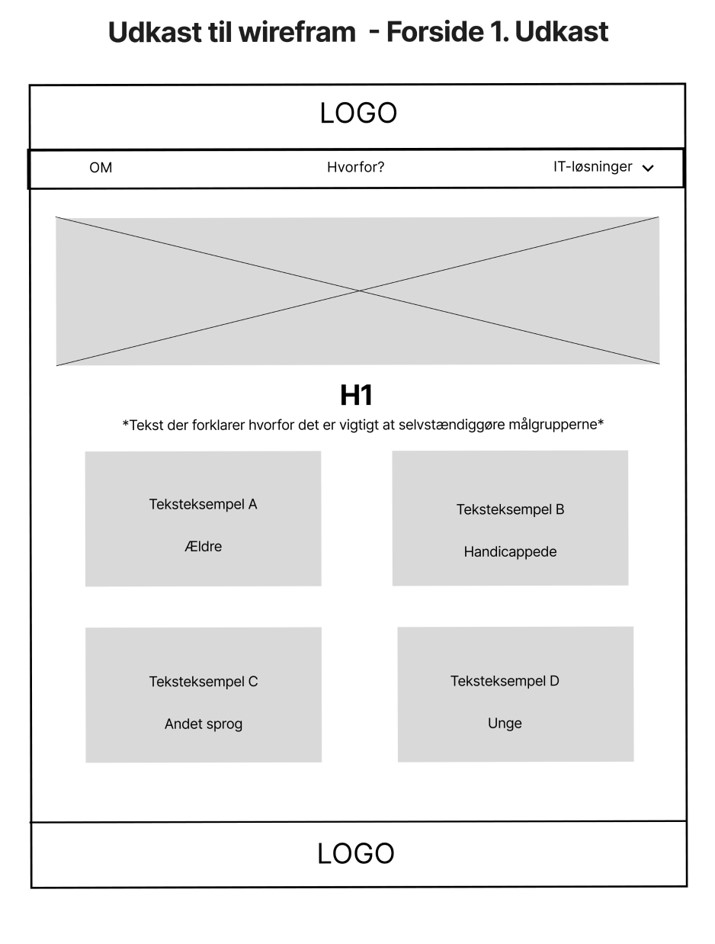 Udkast til wirefram - Forside 1. Udkast
LOGO
OM
Hvorfor?
IT-løsninger
H1
*Tekst der forklarer hvorfor det er vigtigt at selvstændiggøre målgrupperne*
Teksteksempel A
Ældre
Teksteksempel B
Handicappede
Teksteksempel C
Andet sprog
Teksteksempel D
Unge
LOGO